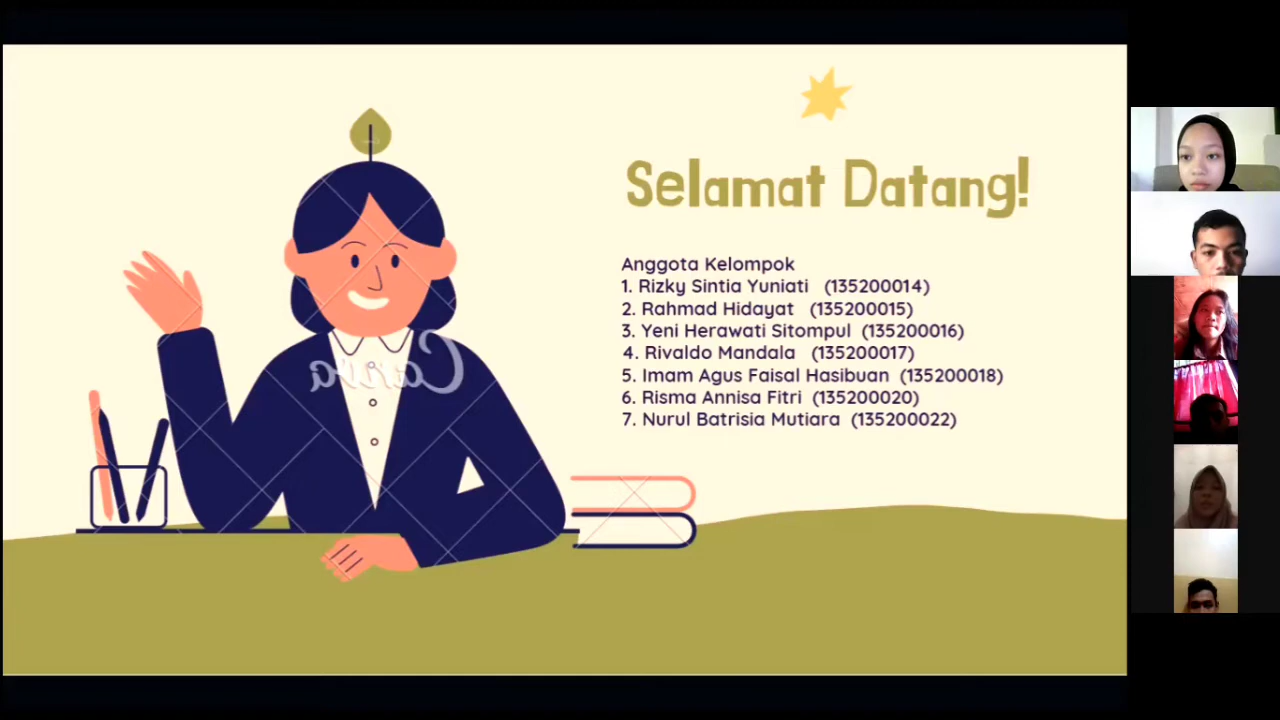 Selamat Datang!
Anggota Kelompok
1. Rizky Sintia Yuniati (135200014)
2. Rahmad Hidayat (135200015)
3. Yeni Herawati Sitompul (135200016)
4. Rivaldo Mandala (135200017)
5. Imam Agus Faisal Hasibuan (135200018)
6. Risma Annisa Fitri (135200020)
7. Nurul Batrisia Mutiara (135200022)
Canva